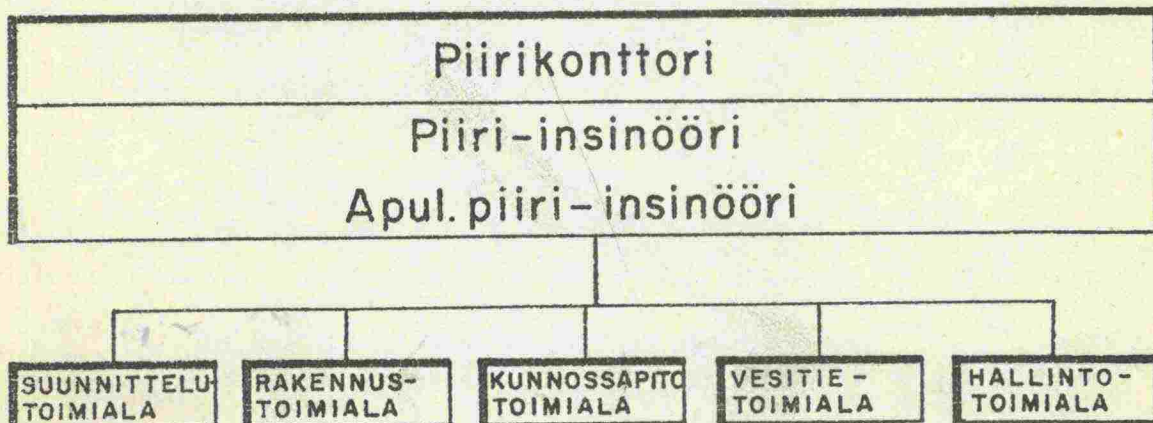 Piirikonttori
Piiri-insinööri
Apul. piiri-insinööri
SUUNNITTELU-
TOIMIALA
RAKENNUS-
TOIMIALA
KUNNOSSAPITO
TOIMIALA
VESITIE-
TOIMIALA
HALLINTO-
TOIMIALA